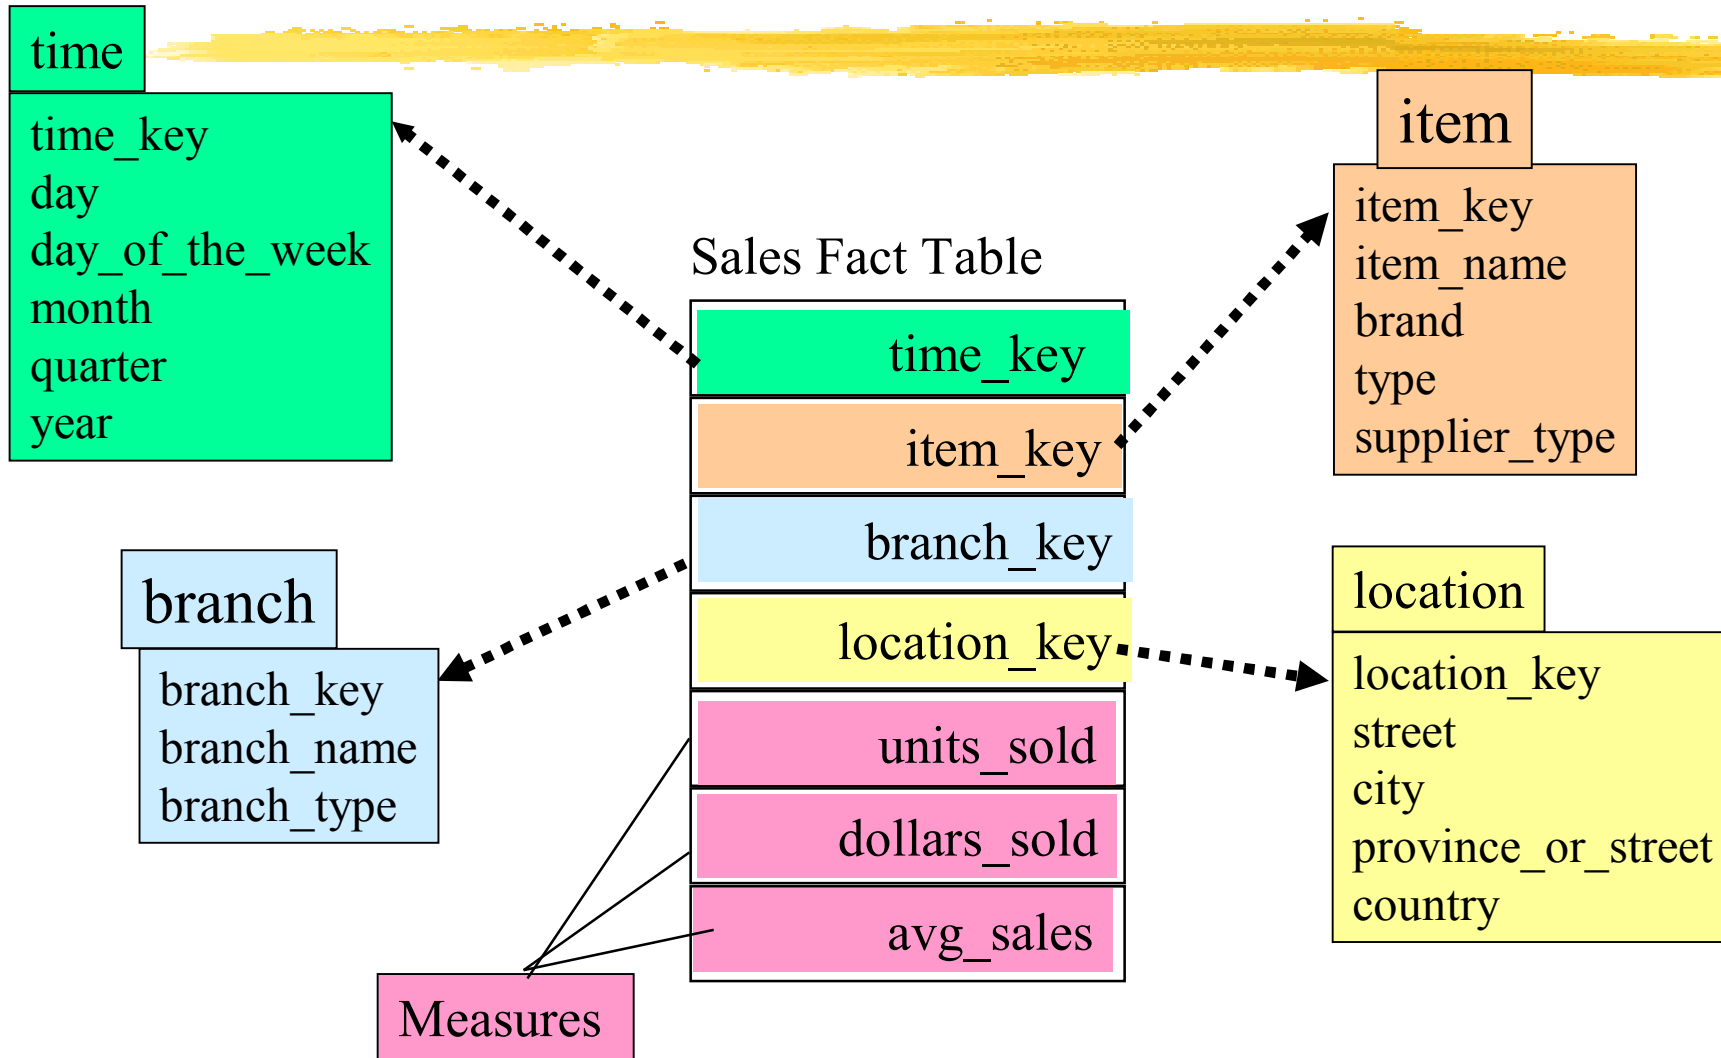 time
time_key
day
day_of_the_week
month
quarter
year
item
item_key
item_name
brand
type
supplier_type
Sales Fact Table
time_key
item_key
branch_key
location_key
units_sold
dollars_sold
avg_sales
branch
branch_key
branch_name
branch_type
location
location_key
street
city
province_or_street
country
Measures